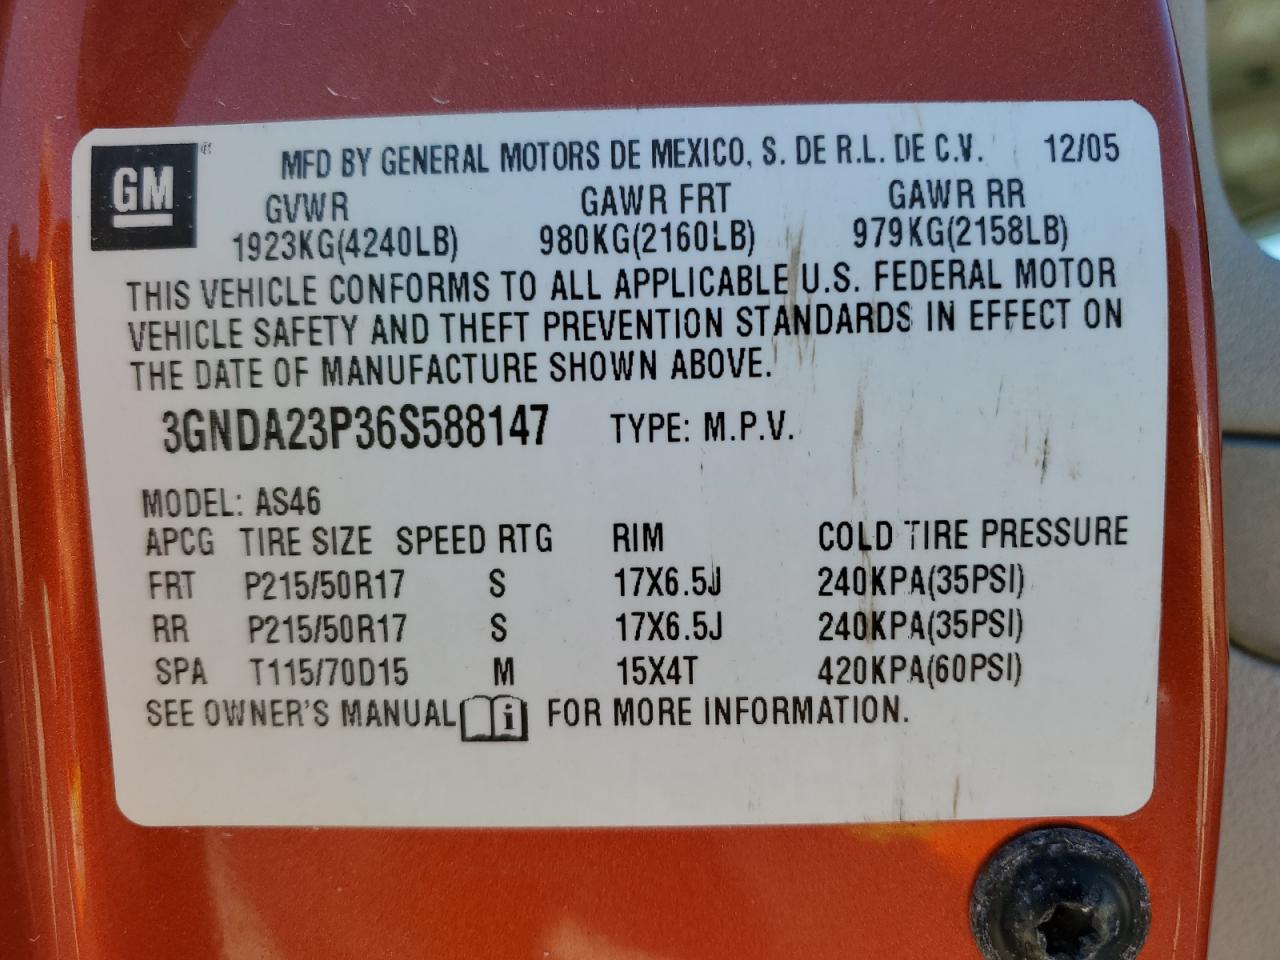 GM ®
MFD BY GENERAL MOTORS DE MEXICO, S. DE R.L. DE C.V. 12/05
GVWR GAWR FRT GAWR RR
1923KG(4240LB) 980KG(2160LB) 979KG(2158LB)
THIS VEHICLE CONFORMS TO ALL APPLICABLE U.S. FEDERAL MOTOR
VEHICLE SAFETY AND THEFT PREVENTION STANDARDS IN EFFECT ON
THE DATE OF MANUFACTURE SHOWN ABOVE.
3GNDA23P36S588147 TYPE: M.P.V.
MODEL: AS46
APCG TIRE SIZE SPEED RTG RIM COLD TIRE PRESSURE
FRT P215/50R17 S 17X6.5J 240KPA(35PSI)
RR P215/50R17 S 17X6.5J 240KPA(35PSI)
SPA T115/70D15 M 15X4T 420KPA(60PSI)
SEE OWNER'S MANUAL i FOR MORE INFORMATION.